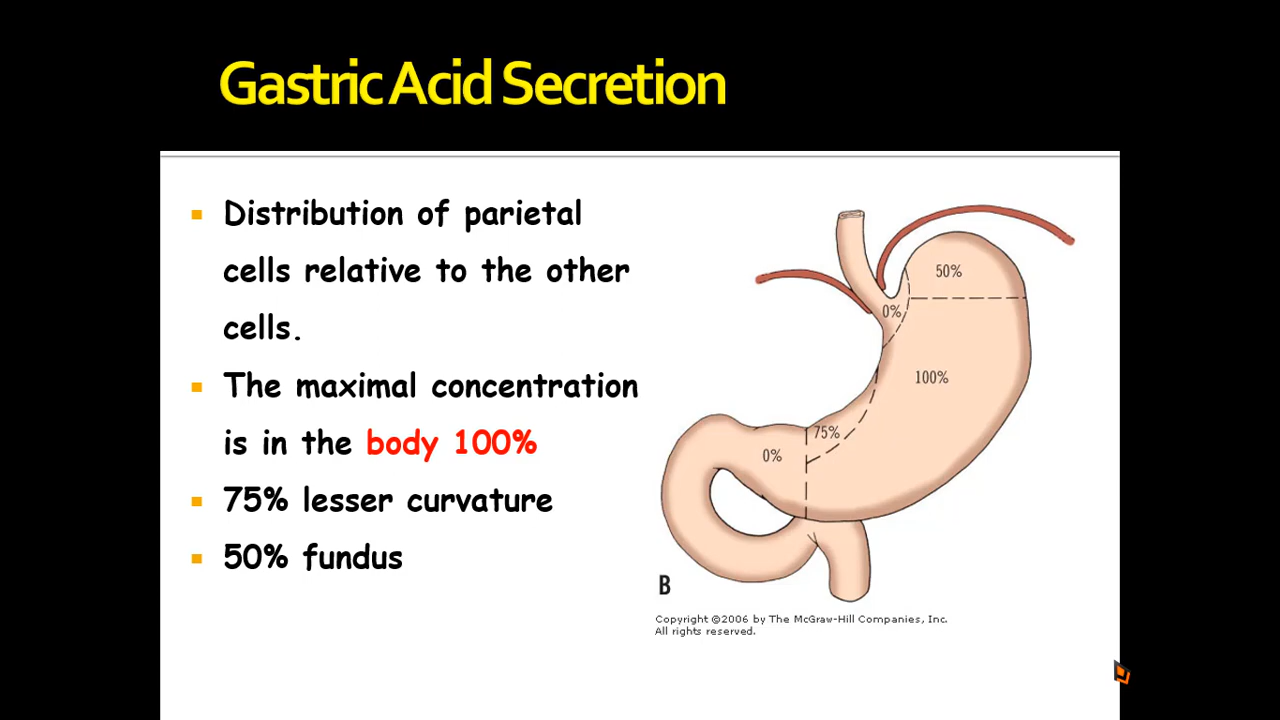 Gastric Acid Secretion
▪ Distribution of parietal
cells relative to the other
cells.
▪ The maximal concentration
is in the body 100%
▪ 75% lesser curvature
▪ 50% fundus
50%
0%
100%
75%
0%
B
Copyright ©2006 by The McGraw-Hill Companies, Inc.
All rights reserved.